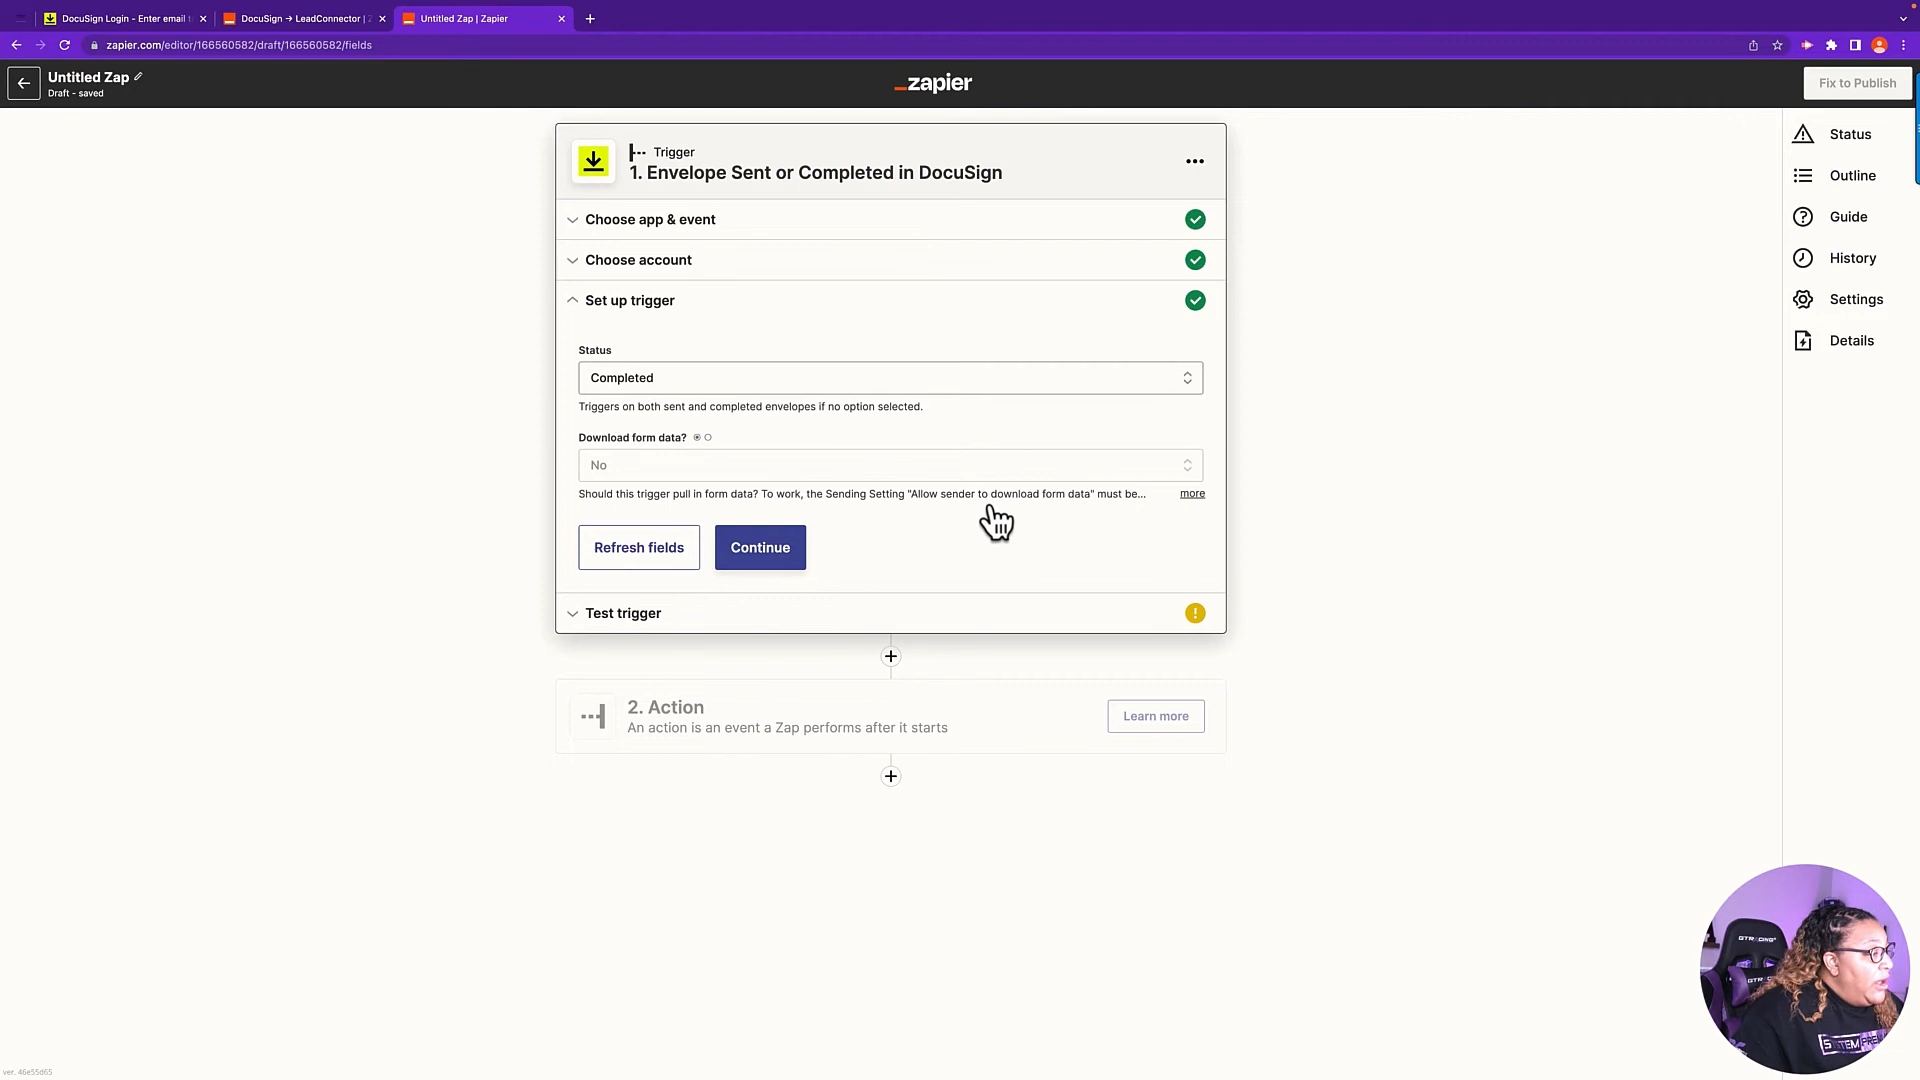 DocuSign Login - Enter email t
DocuSign → LeadConnector | Z
Untitled Zap | Zapier
zapier.com/editor/166560582/draft/166560582/fields
Untitled Zap
Draft - saved
_zapier
Fix to Publish
Trigger
1. Envelope Sent or Completed in DocuSign
Choose app & event
Choose account
Set up trigger
Status
Completed
Triggers on both sent and completed envelopes if no option selected.
Download form data?
No
Should this trigger pull in form data? To work, the Sending Setting "Allow sender to download form data" must be...
more
Refresh fields
Continue
Test trigger
2. Action
An action is an event a Zap performs after it starts
Learn more
Status
Outline
Guide
History
Settings
Details
GTRACING
ver. 46e55d65